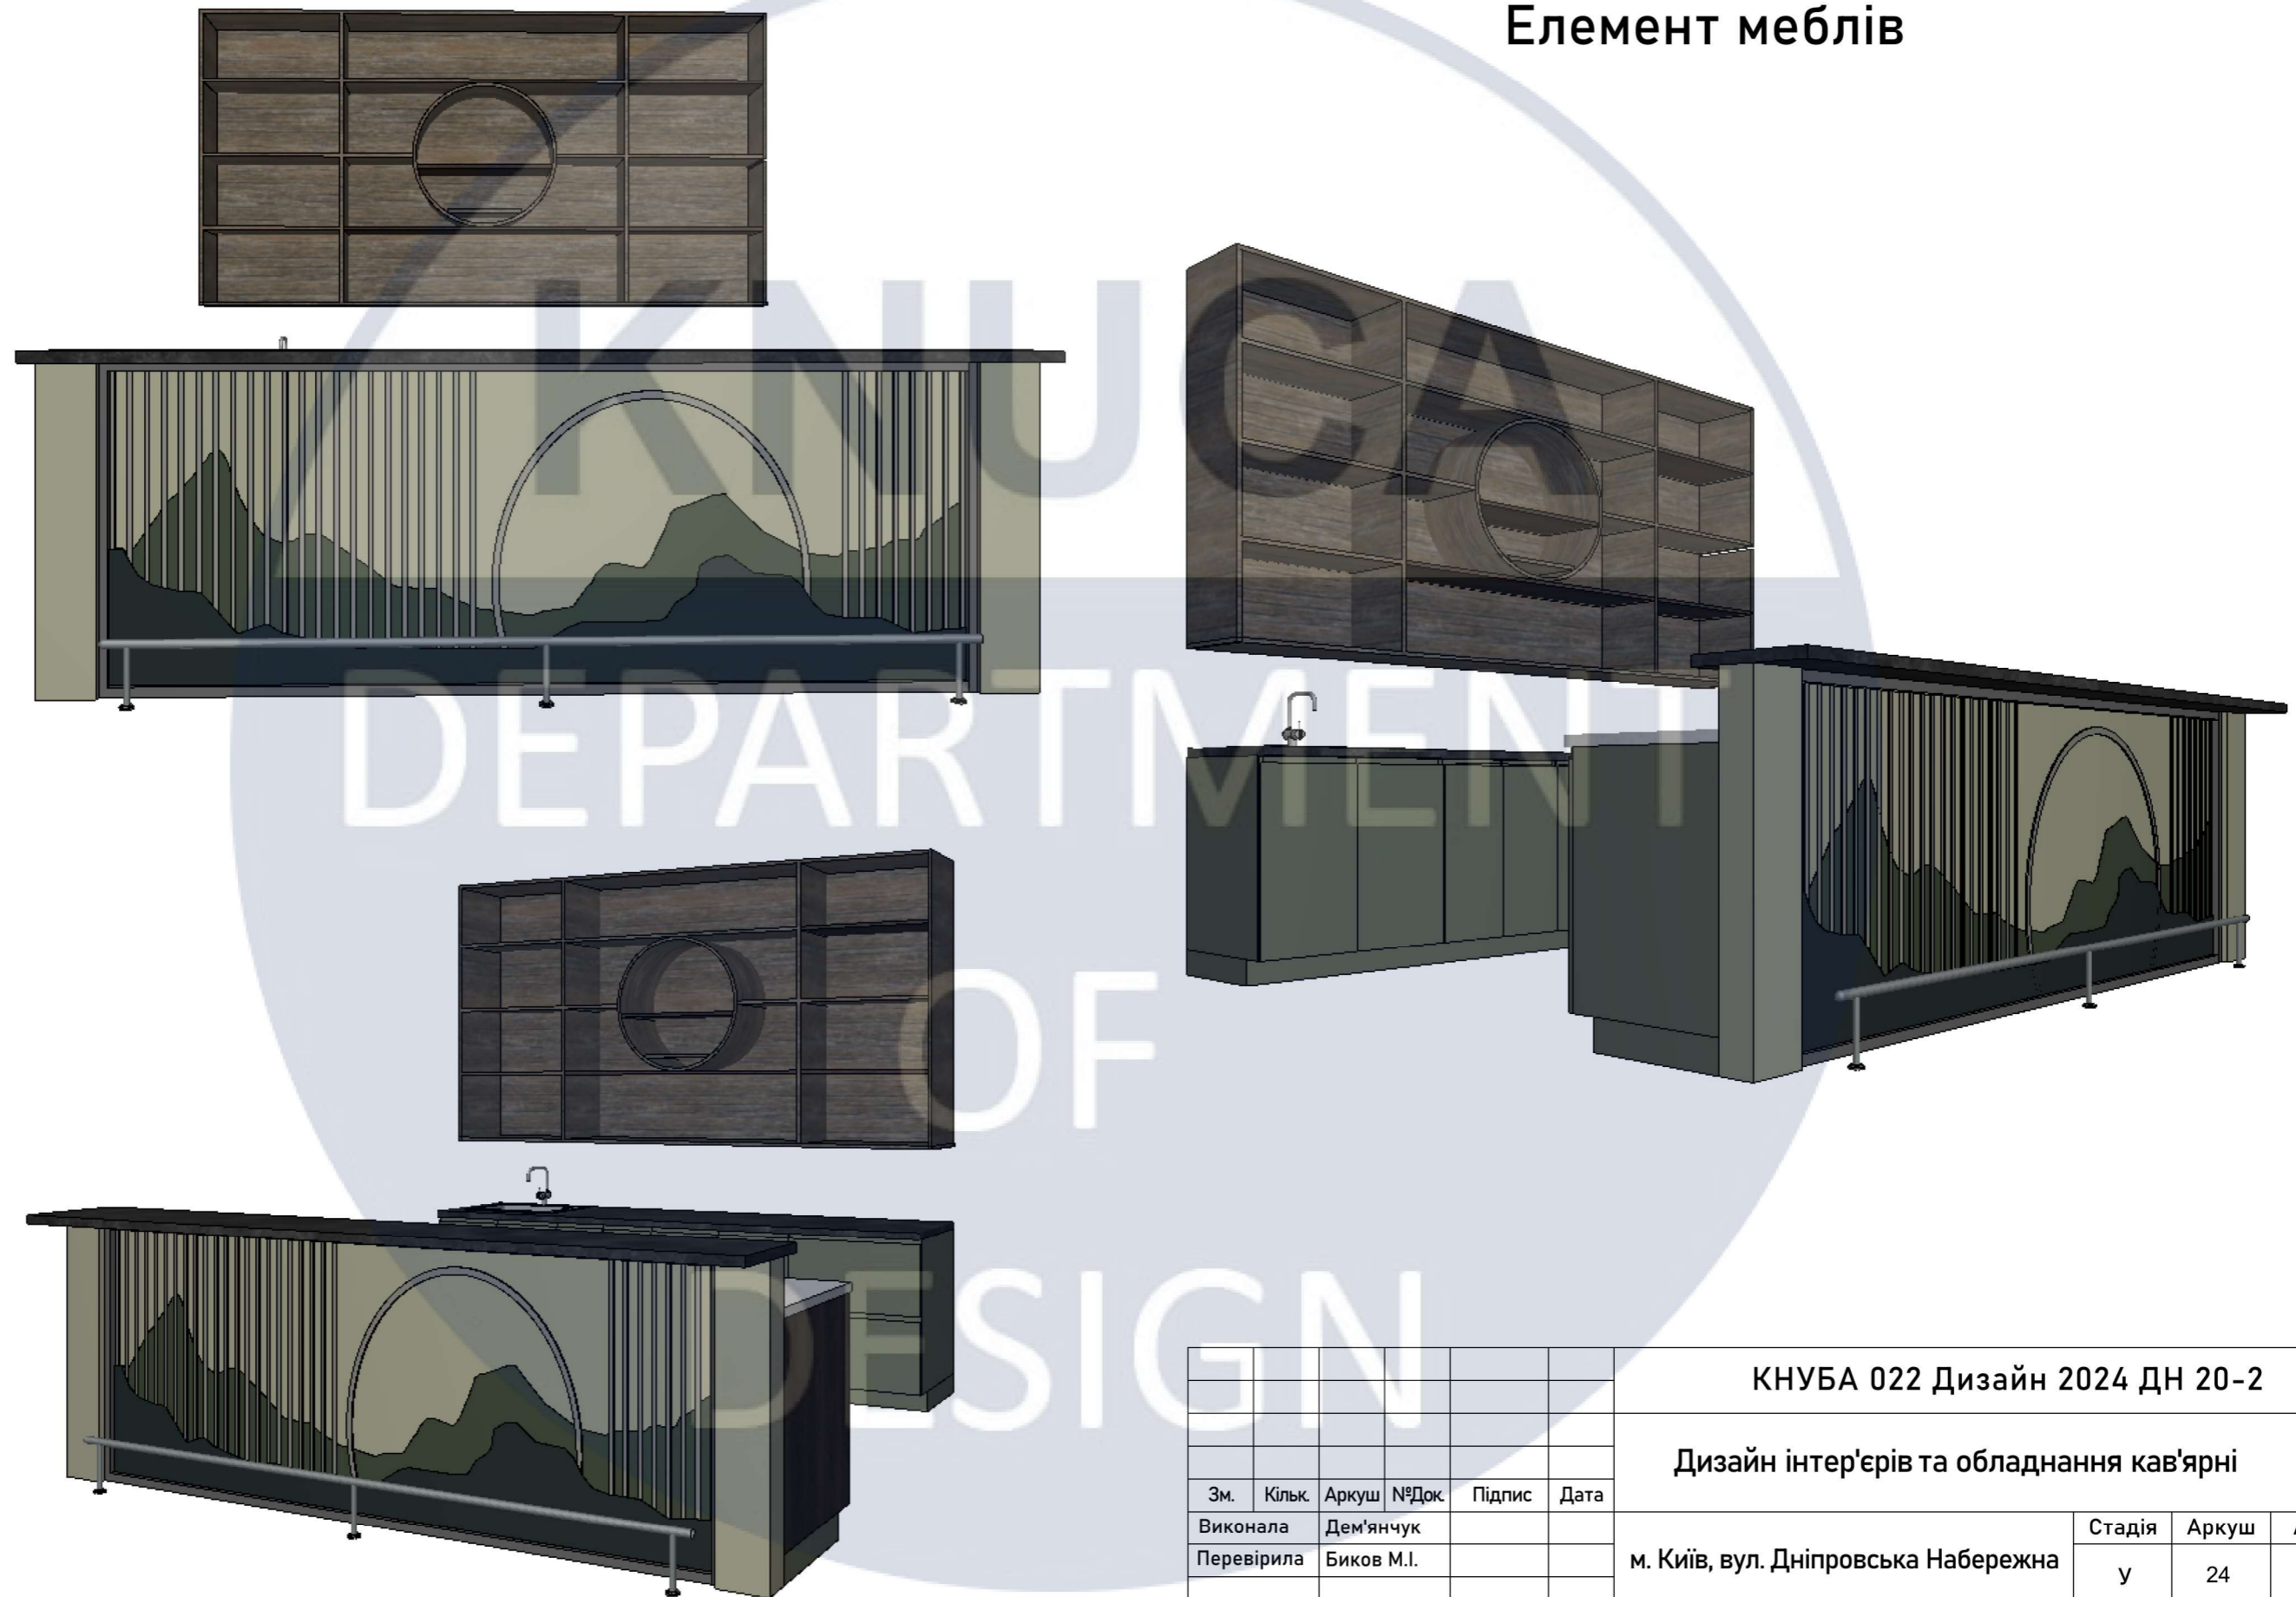 Елемент меблів
KNUCA
DEPARTMENT
OF
DESIGN
КНУБА 022 Дизайн 2024 ДН 20-2
Дизайн інтер'єрів та обладнання кав'ярні
Зм. Кільк. Аркуш №Док. Підпис Дата
Виконала Дем'янчук
Перевірила Биков М.І.
м. Київ, вул. Дніпровська Набережна
Стадія Аркуш
У 24